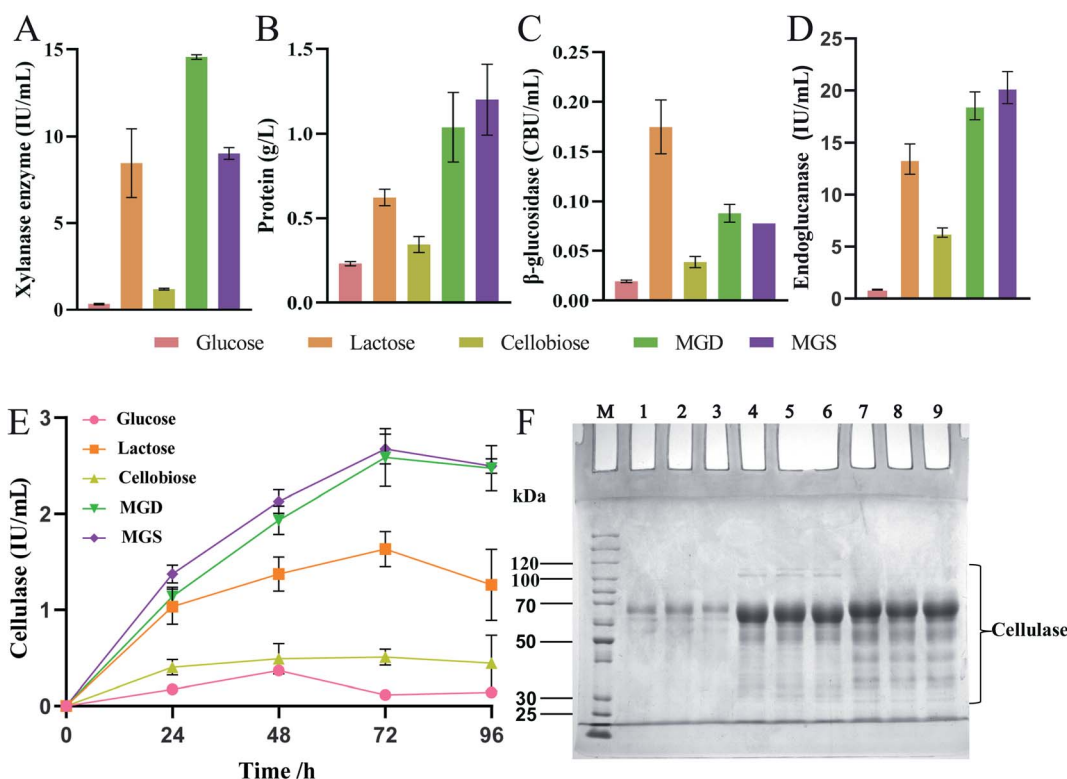 A
Xylanase enzyme (IU/mL)
15
10
5
0
B
Protein (g/L)
1.5
1.0
0.5
0.0
C
β-glucosidase (CBU/mL)
0.25
0.20
0.15
0.10
0.05
0.00
D
Endoglucanase (IU/mL)
25
20
15
10
5
0
Glucose Lactose Cellobiose MGD MGS
E
Cellulase (IU/mL)
3
2
1
0
Glucose
Lactose
Cellobiose
MGD
MGS
0 24 48 72 96
Time /h
F
M 1 2 3 4 5 6 7 8 9
kDa
120
100
70
50
30
25
Cellulase